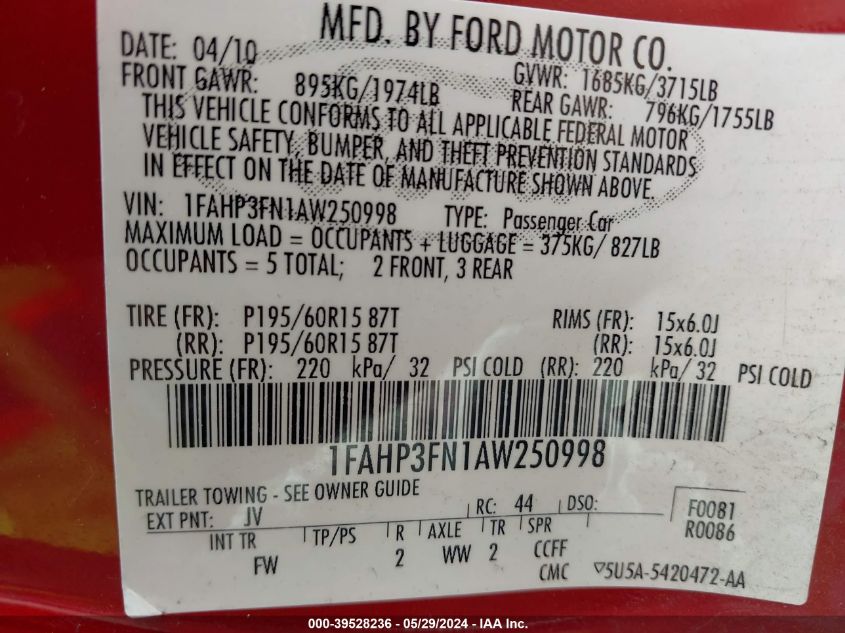 MFD. BY FORD MOTOR CO.
DATE: 04/10 GVWR: 1685KG/3715LB
FRONT GAWR: 895KG/1974LB REAR GAWR: 796KG/1755LB
THIS VEHICLE CONFORMS TO ALL APPLICABLE FEDERAL MOTOR
VEHICLE SAFETY, BUMPER, AND THEFT PREVENTION STANDARDS
IN EFFECT ON THE DATE OF MANUFACTURE SHOWN ABOVE.
VIN: 1FAHP3FN1AW250998 TYPE: Passenger Car
MAXIMUM LOAD = OCCUPANTS + LUGGAGE = 375KG/ 827LB
OCCUPANTS = 5 TOTAL; 2 FRONT, 3 REAR
TIRE (FR): P195/60R15 87T RIMS (FR): 15x6.0J
(RR): P195/60R15 87T (RR): 15x6.0J
PRESSURE (FR): 220 kPa/ 32 PSI COLD (RR): 220 kPa/ 32 PSI COLD
1FAHP3FN1AW250998
TRAILER TOWING - SEE OWNER GUIDE
EXT PNT: JV RC: 44 DSO: F0081
R0086
INT TR TP/PS R AXLE TR SPR
FW 2 WW 2 CCFF
CMC ▽5U5A-5420472-AA
000-39528236 - 05/29/2024 - IAA Inc.